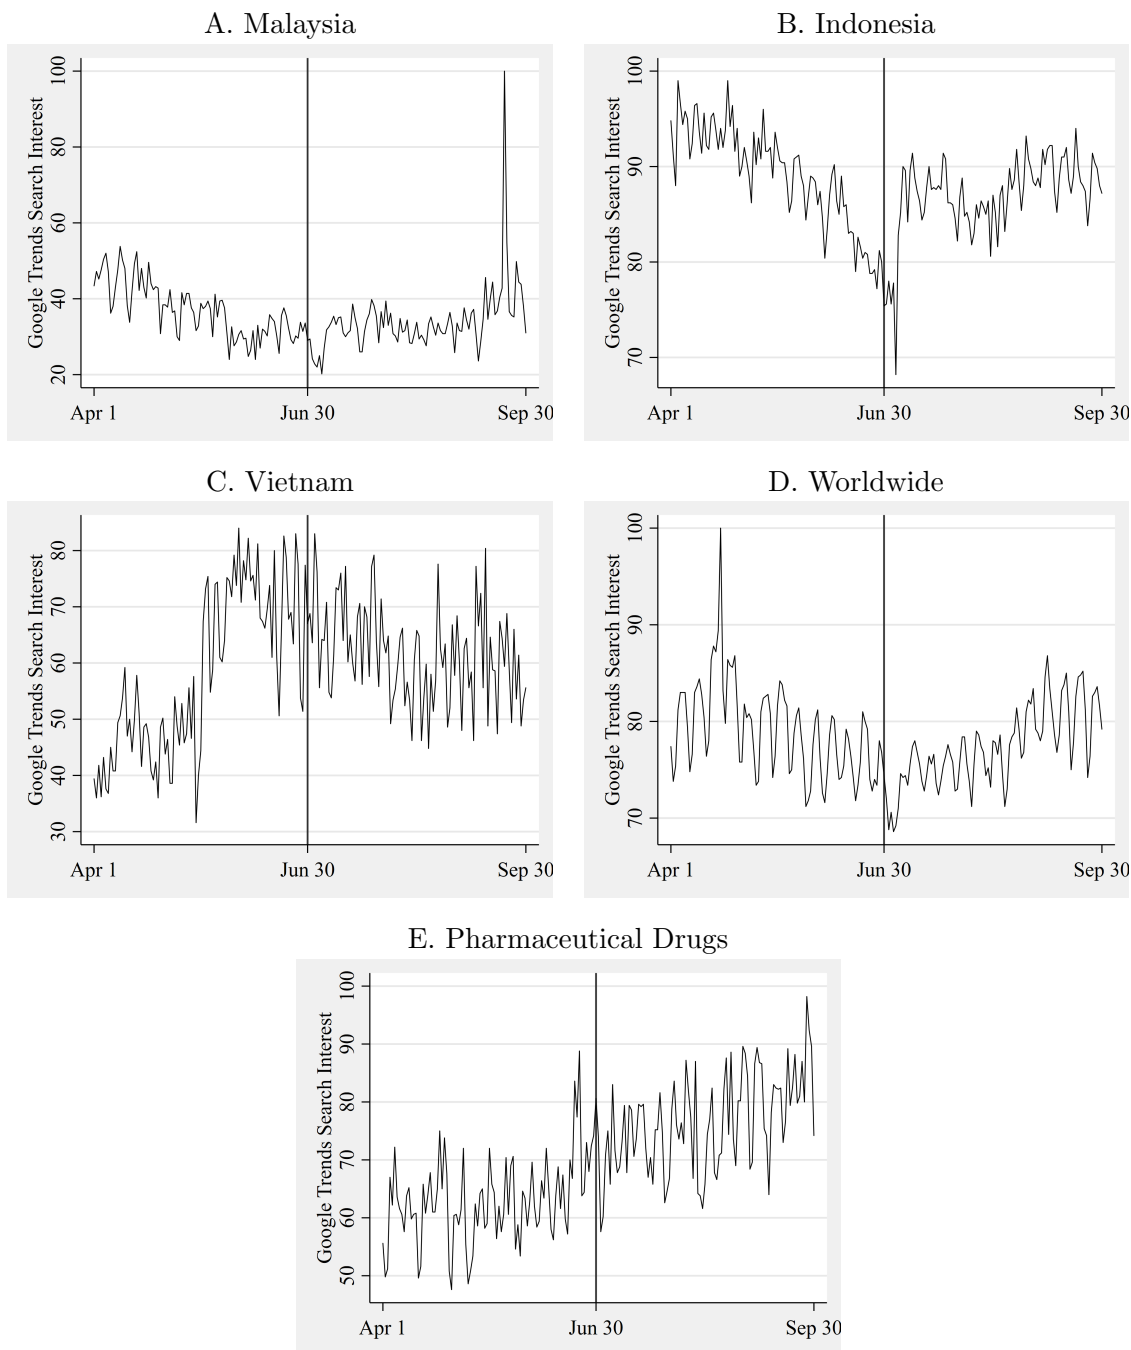 A. Malaysia
Google Trends Search Interest
100
80
60
40
20
Apr 1
Jun 30
Sep 30
B. Indonesia
Google Trends Search Interest
100
90
80
70
Apr 1
Jun 30
Sep 30
C. Vietnam
Google Trends Search Interest
80
70
60
50
40
30
Apr 1
Jun 30
Sep 30
D. Worldwide
Google Trends Search Interest
100
90
80
70
Apr 1
Jun 30
Sep 30
E. Pharmaceutical Drugs
Google Trends Search Interest
100
90
80
70
60
50
Apr 1
Jun 30
Sep 30